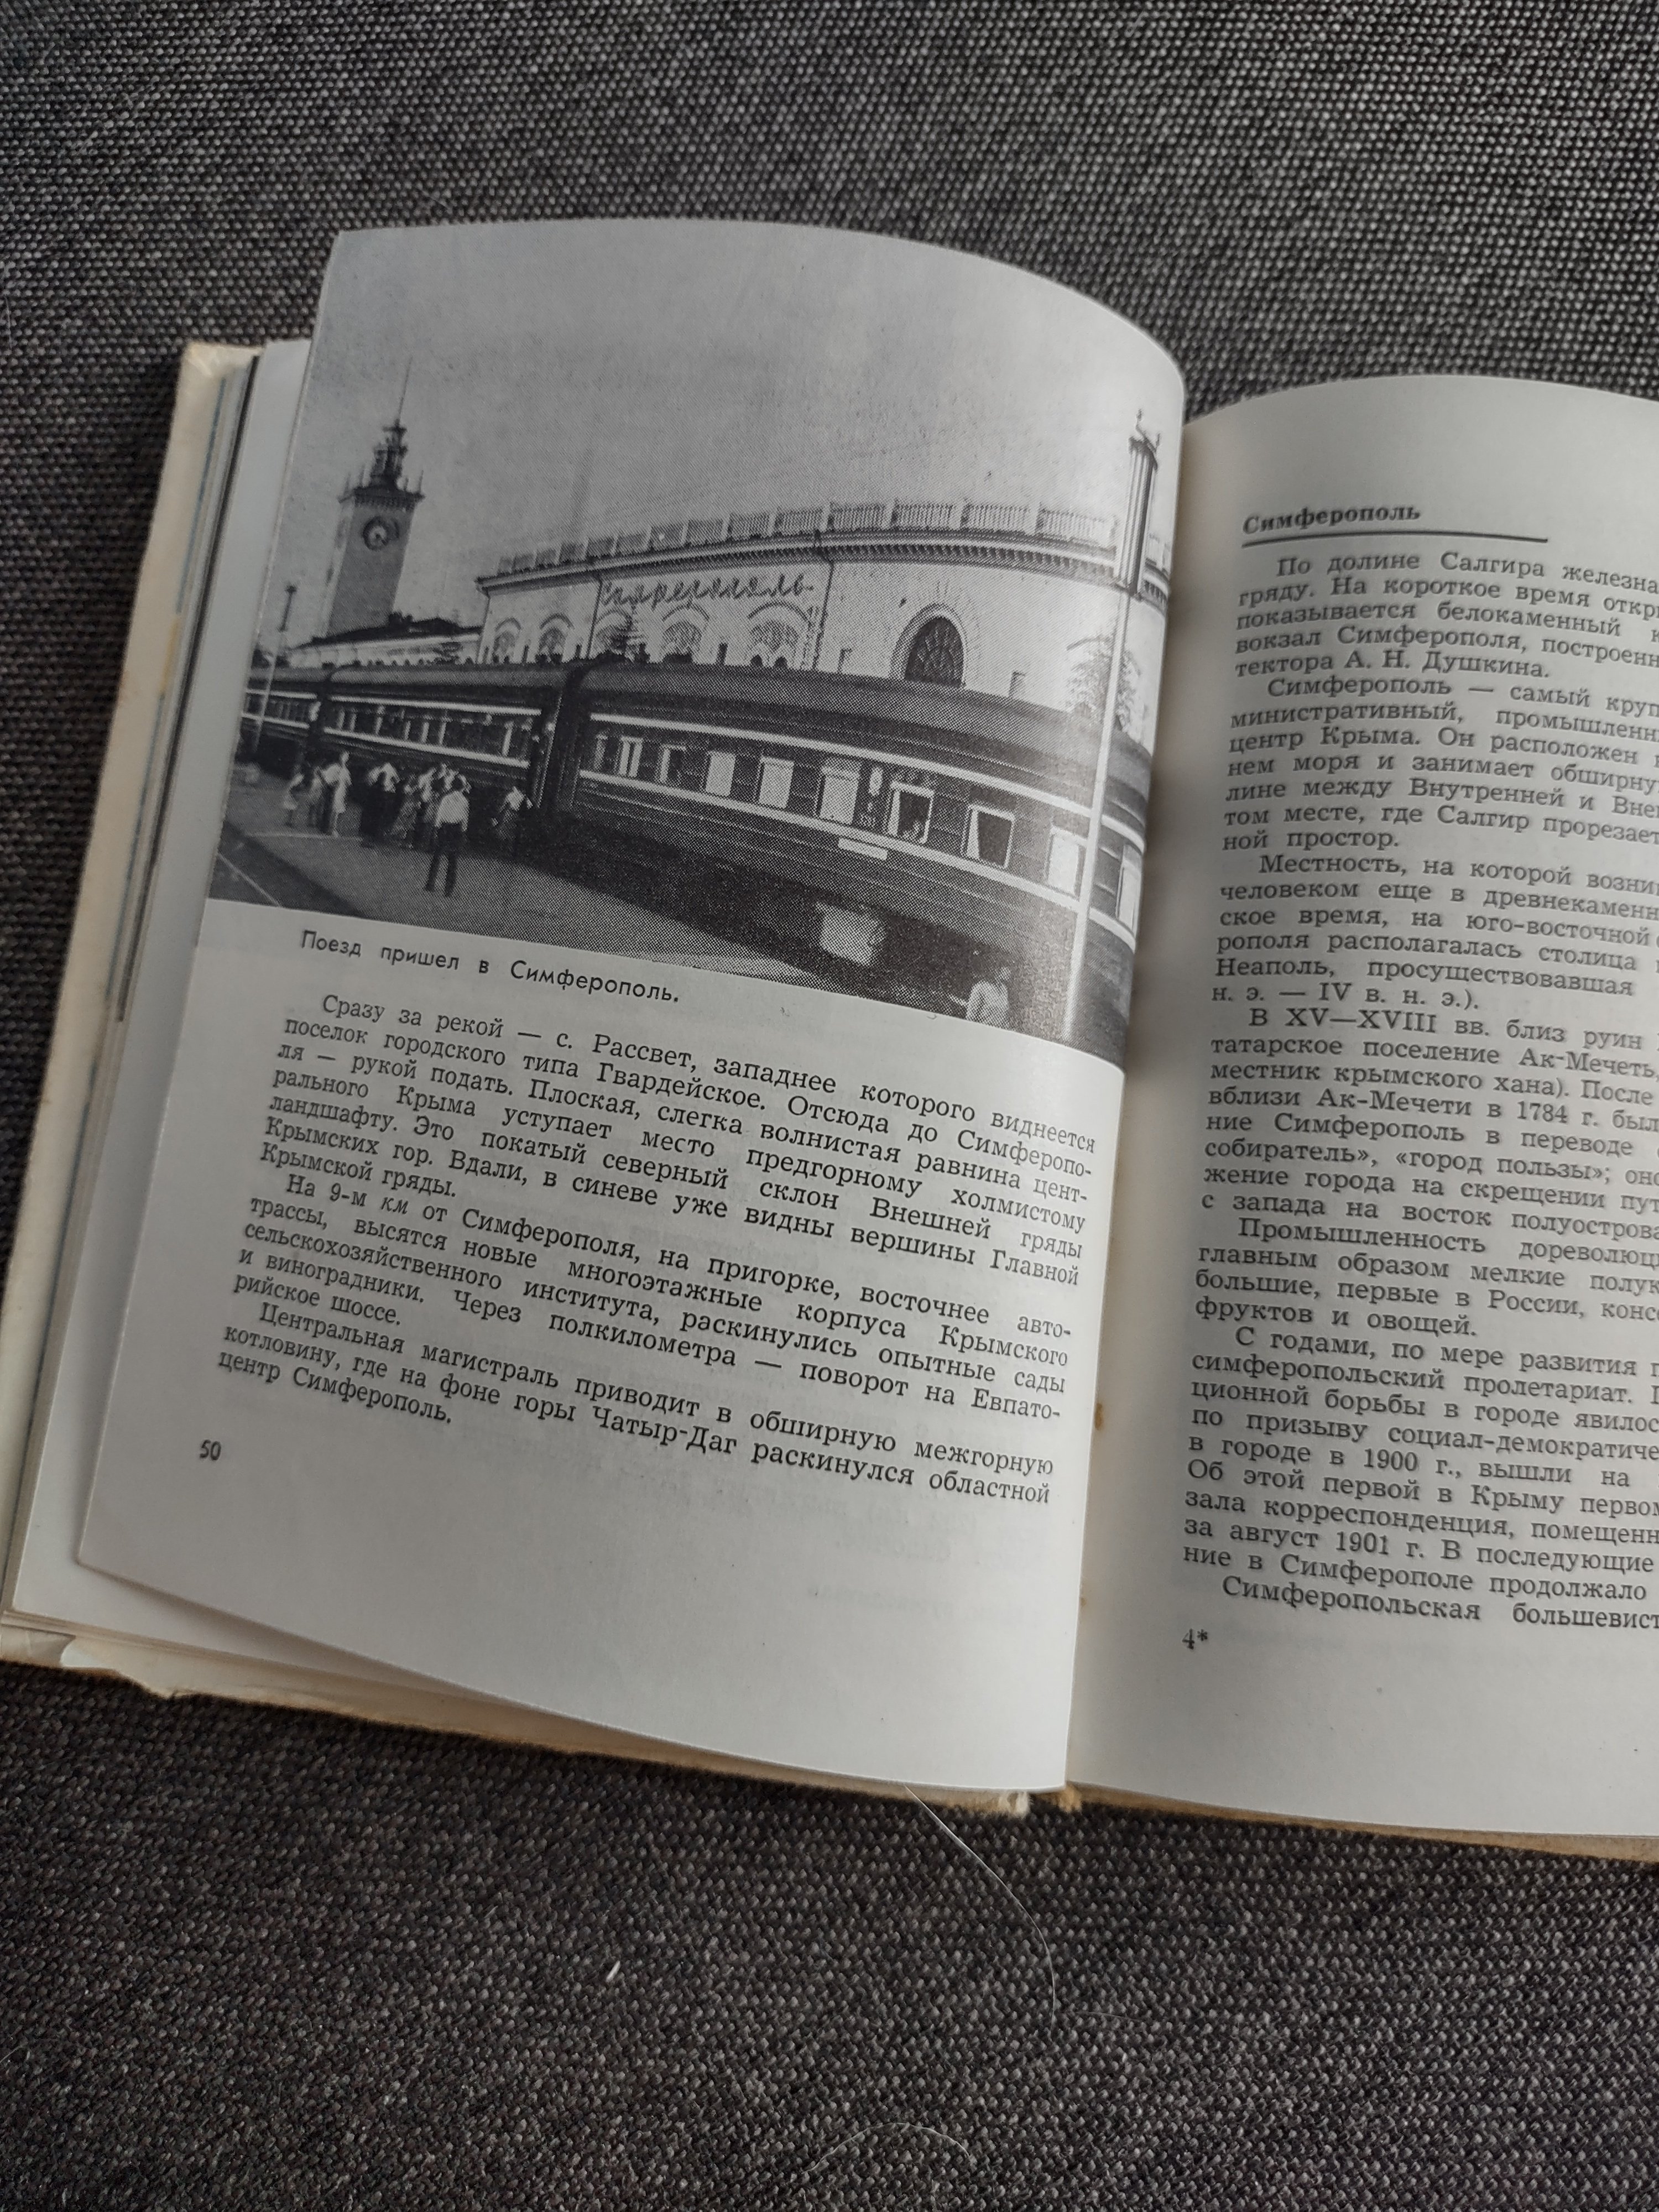 Симферополь
Поезд пришел в Симферополь.
Сразу за рекой — с. Рассвет, западнее которого виднеется
поселок городского типа Гвардейское. Отсюда до Симферопо-
ля — рукой подать. Плоская, слегка волнистая равнина цент-
рального Крыма уступает место предгорному холмистому
ландшафту. Это покатый северный склон Внешней гряды
Крымских гор. Вдали, в синеве уже видны вершины Главной
Крымской гряды.
На 9-м км от Симферополя, на пригорке, восточнее авто-
трассы, высятся новые многоэтажные корпуса Крымского
сельскохозяйственного института, раскинулись опытные сады
и виноградники. Через полкилометра — поворот на Евпато-
рийское шоссе.
Центральная магистраль приводит в обширную межгорную
котловину, где на фоне горы Чатыр-Даг раскинулся областной
центр Симферополь.
50
Симферополь
По долине Салгира железна
гряду. На короткое время откры
показывается белокаменный
вокзал Симферополя, построенн
тектора А. Н. Душкина.
Симферополь — самый круп
министративный, промышленн
центр Крыма. Он расположен
нем моря и занимает обширну
лине между Внутренней и Вне
том месте, где Салгир прорезает
ной простор.
Местность, на которой возни
человеком еще в древнекаменн
ское время, на юго-восточной
рополя располагалась столица
Неаполь, просуществовавшая
н. э. — IV в. н. э.).
В XV—XVIII вв. близ руин
татарское поселение Ак-Мечеть,
местник крымского хана). После
вблизи Ак-Мечети в 1784 г. был
ние Симферополь в переводе
собиратель», «город пользы»; оно
жение города на скрещении пут
с запада на восток полуострова
Промышленность дореволюц
главным образом мелкие полук
большие, первые в России, консе
фруктов и овощей.
С годами, по мере развития
симферопольский пролетариат.
ционной борьбы в городе явилос
по призыву социал-демократиче
в городе в 1900 г., вышли на
Об этой первой в Крыму первом
зала корреспонденция, помещенн
за август 1901 г. В последующие
ние в Симферополе продолжало
Симферопольская большевист
4*